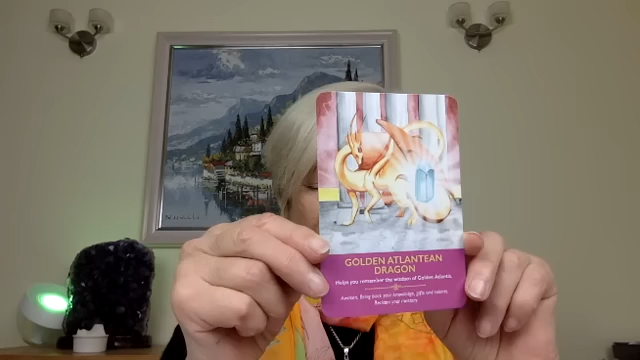 GOLDEN ATLANTEAN
DRAGON
Helps you remember the wisdom of Golden Atlantis.
Awaken. Bring back your knowledge, gifts and talents.
Reclaim your mastery.